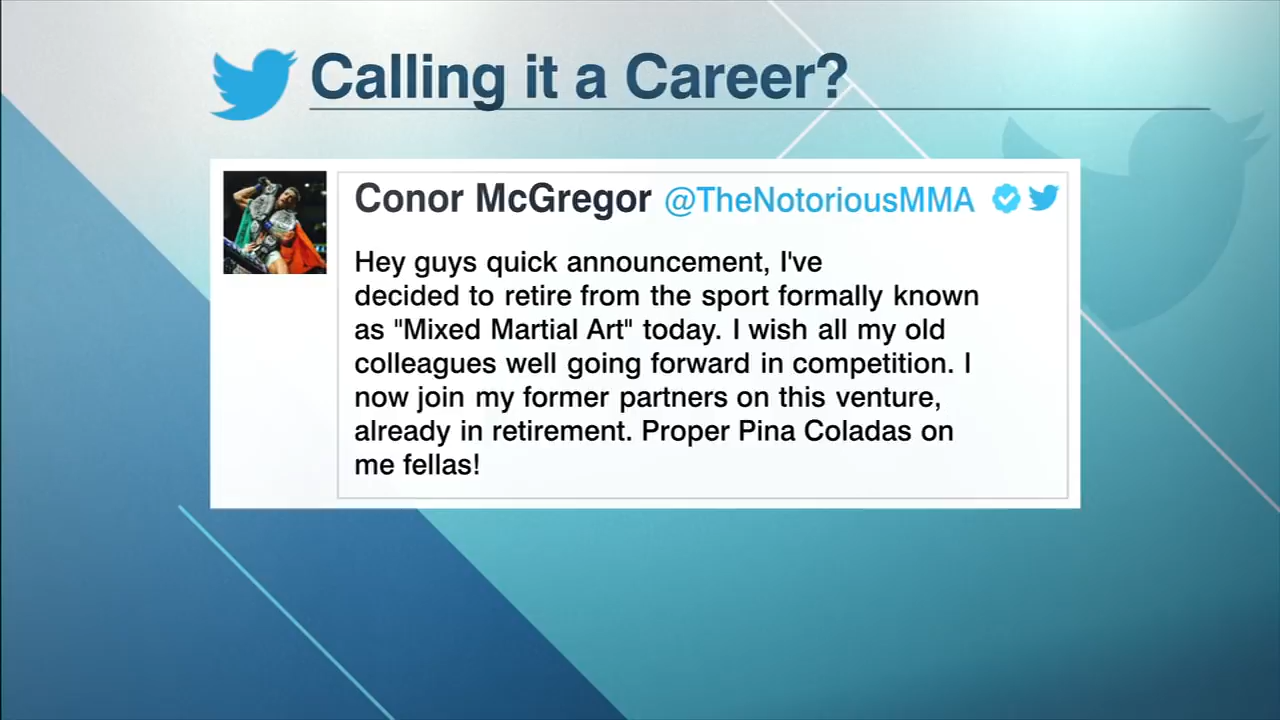 Calling it a Career?
Conor McGregor @TheNotoriousMMA
Hey guys quick announcement, I've
decided to retire from the sport formally known
as "Mixed Martial Art" today. I wish all my old
colleagues well going forward in competition. I
now join my former partners on this venture,
already in retirement. Proper Pina Coladas on
me fellas!